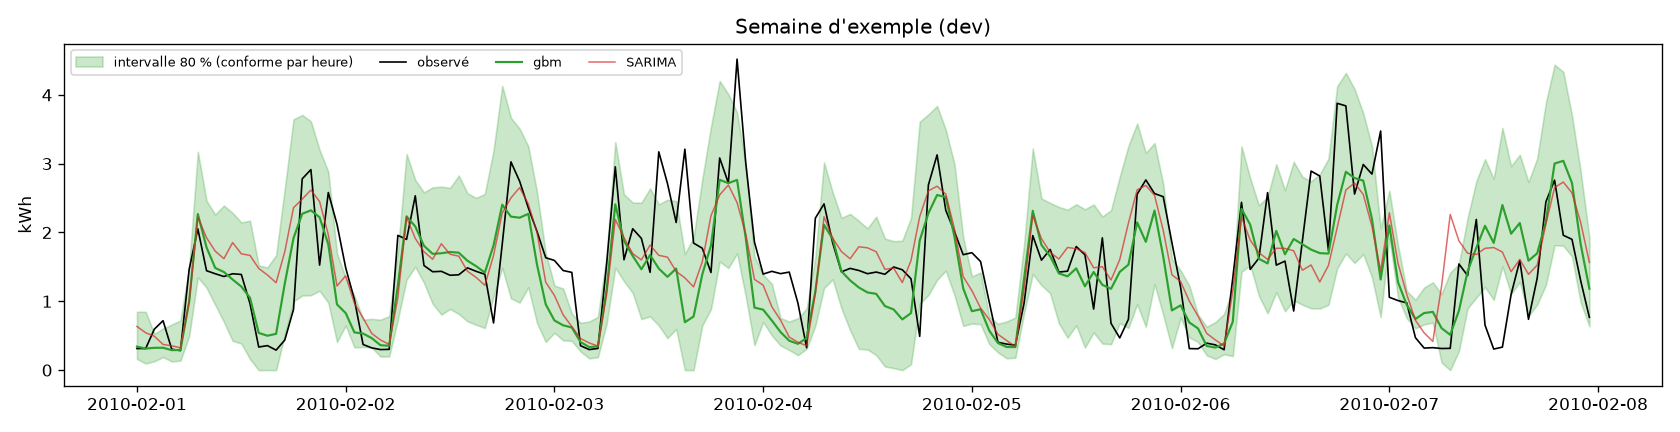 Semaine d'exemple (dev)
intervalle 80 % (conforme par heure) observé gbm SARIMA
kWh
4
3
2
1
0
2010-02-01 2010-02-02 2010-02-03 2010-02-04 2010-02-05 2010-02-06 2010-02-07 2010-02-08